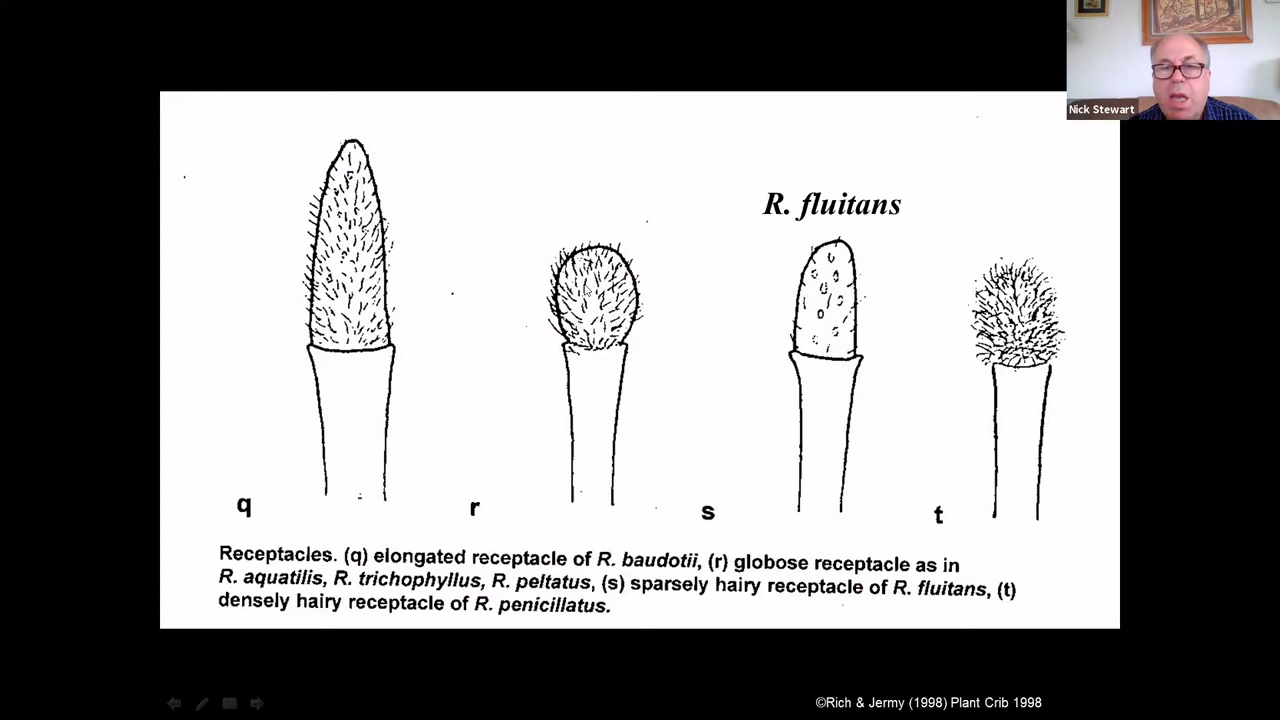 Nick Stewart
R. fluitans
q
r
s
t
Receptacles. (q) elongated receptacle of R. baudotii, (r) globose receptacle as in
R. aquatilis, R. trichophyllus, R. peltatus, (s) sparsely hairy receptacle of R. fluitans, (t)
densely hairy receptacle of R. penicillatus.
©Rich & Jermy (1998) Plant Crib 1998